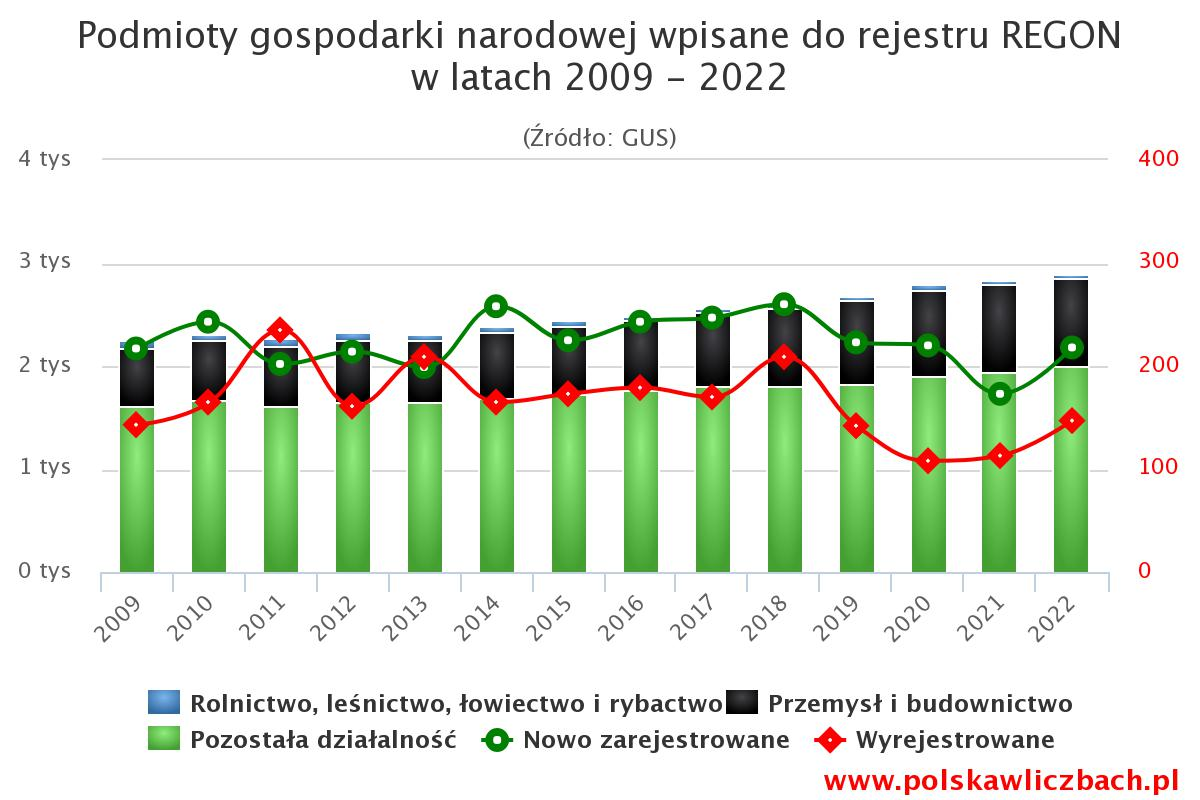 Podmioty gospodarki narodowej wpisane do rejestru REGON
w latach 2009 – 2022
(Źródło: GUS)
4 tys
3 tys
2 tys
1 tys
0 tys
400
300
200
100
0
2009
2010
2011
2012
2013
2014
2015
2016
2017
2018
2019
2020
2021
2022
Rolnictwo, leśnictwo, łowiectwo i rybactwo
Przemysł i budownictwo
Pozostała działalność
Nowo zarejestrowane
Wyrejestrowane
www.polskawliczbach.pl